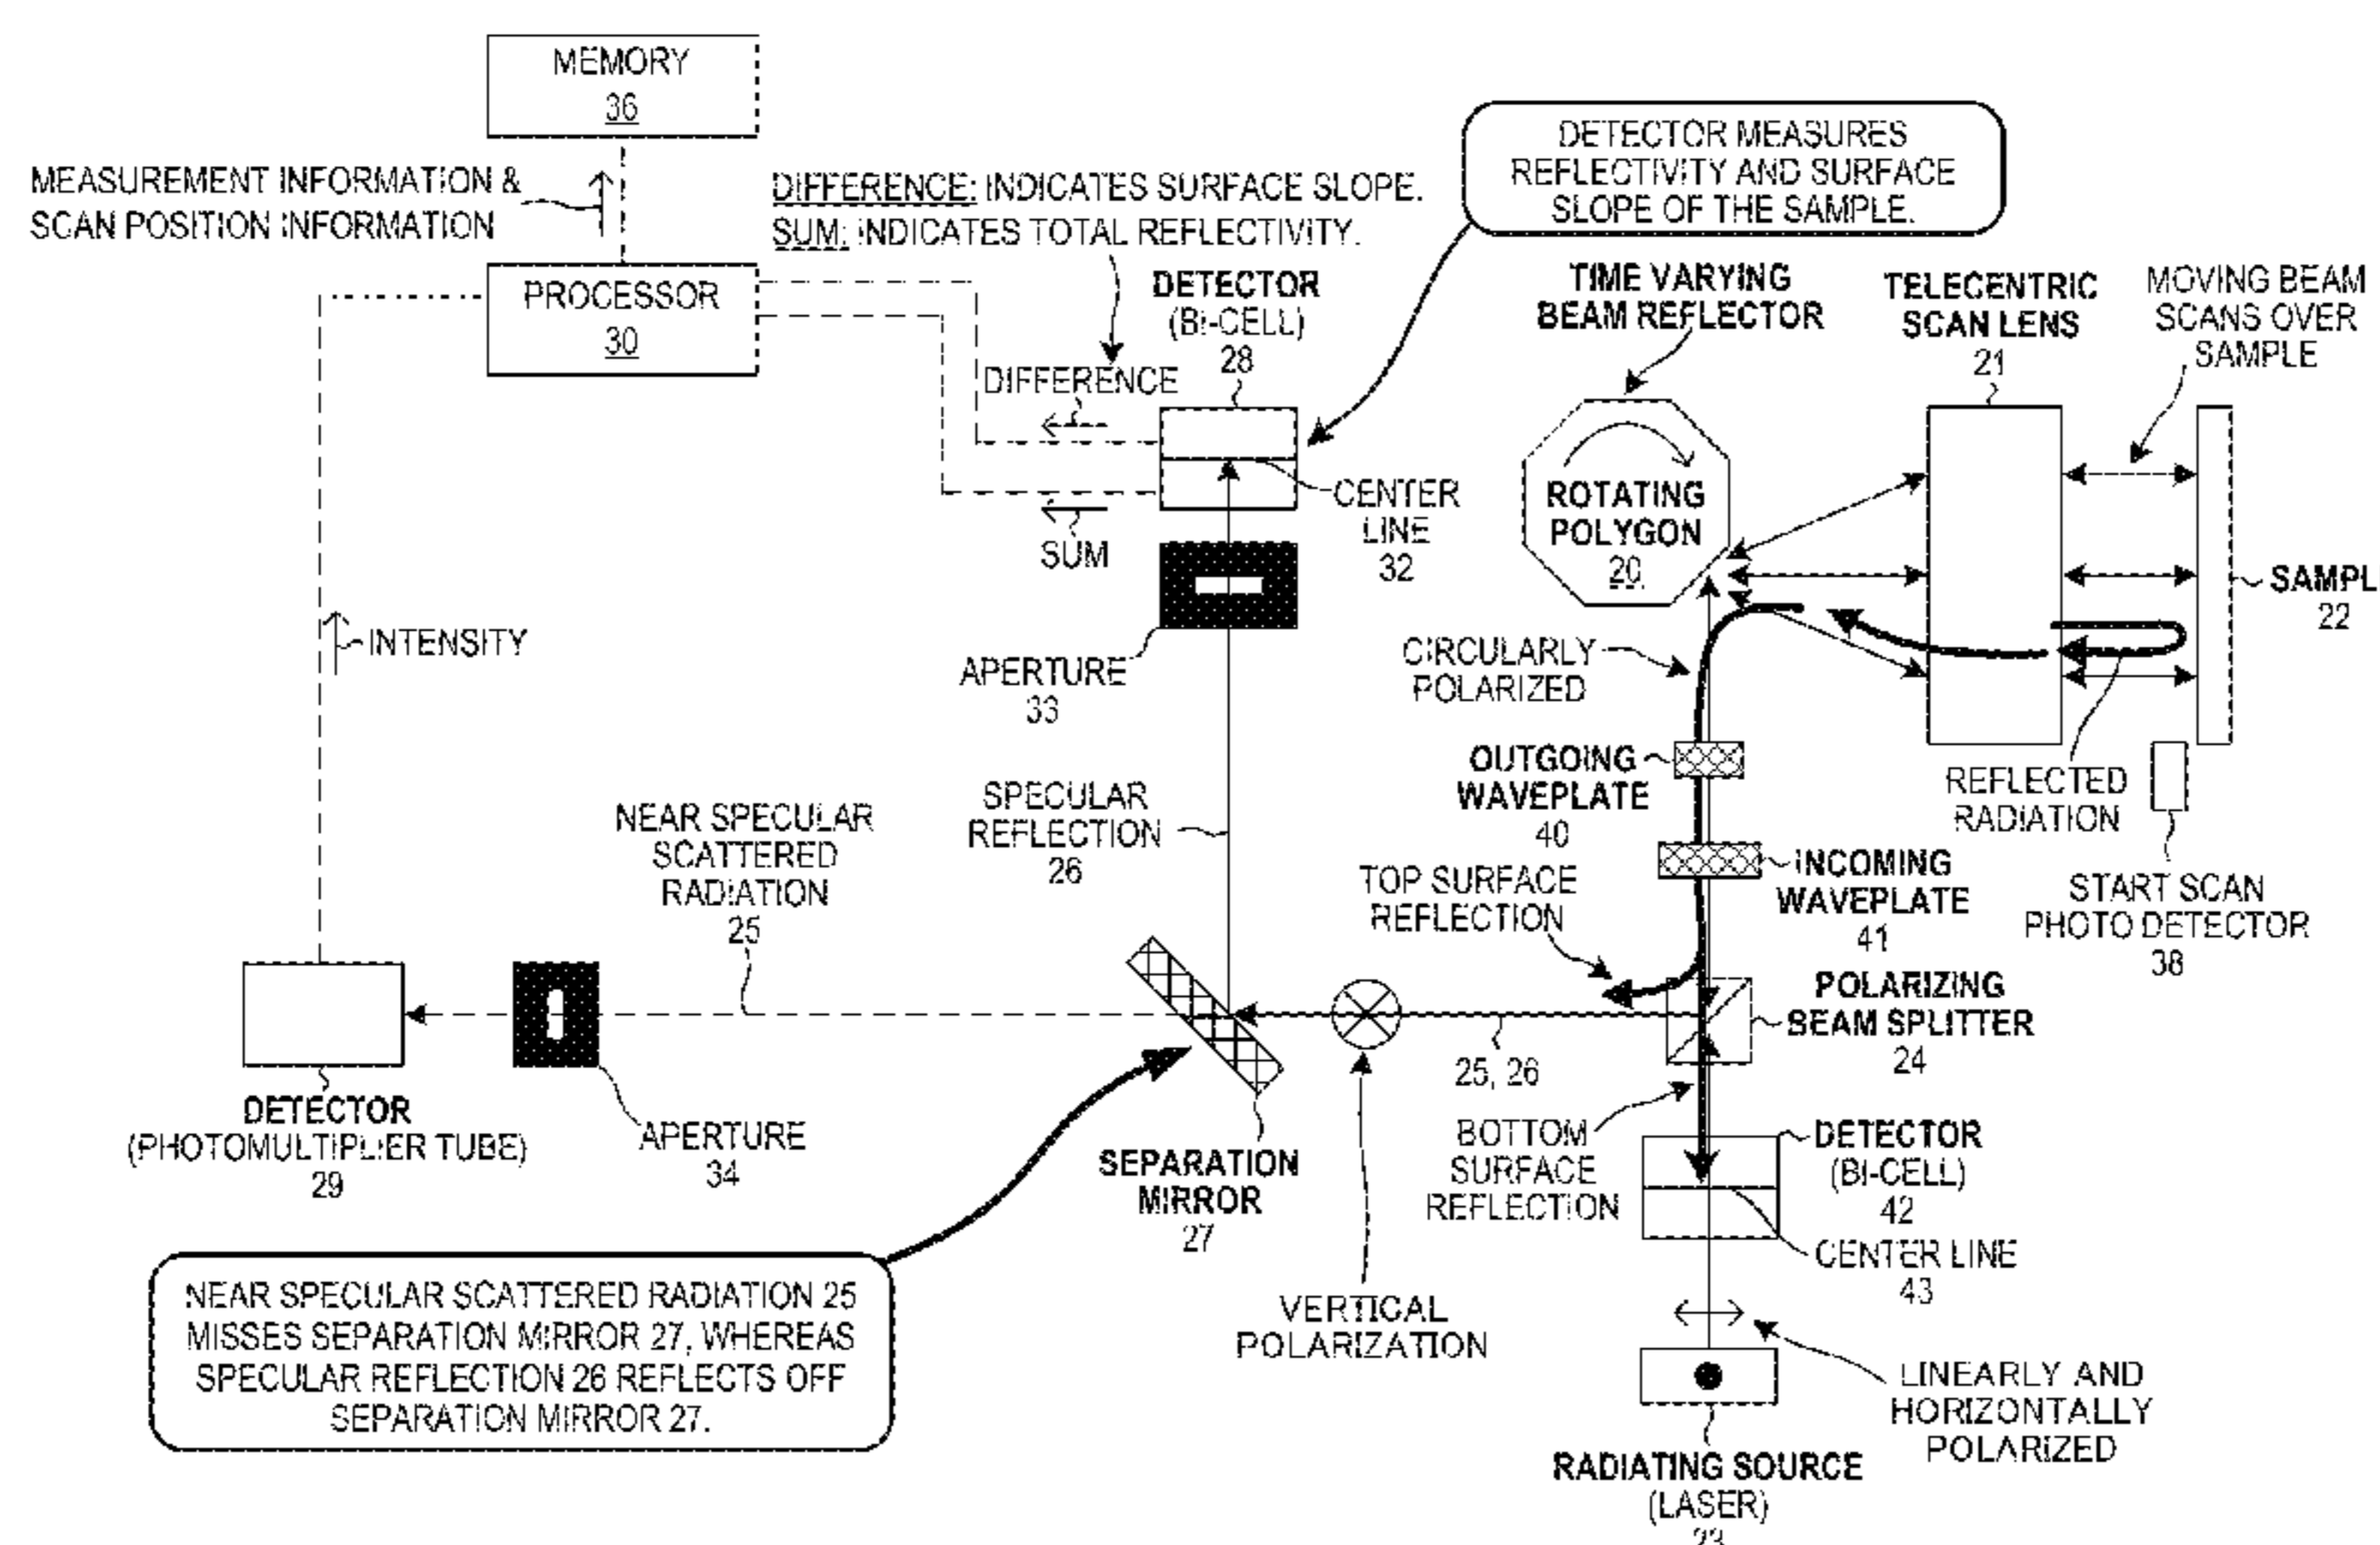 MEMORY
36
MEASUREMENT INFORMATION &
SCAN POSITION INFORMATION
DIFFERENCE: INDICATES SURFACE SLOPE.
SUM: INDICATES TOTAL REFLECTIVITY.
DETECTOR MEASURES
REFLECTIVITY AND SURFACE
SLOPE OF THE SAMPLE.
PROCESSOR
30
DETECTOR
(BI-CELL)
28
DIFFERENCE
SUM
CENTER
LINE
32
TIME VARYING
BEAM REFLECTOR
ROTATING
POLYGON
20
TELECENTRIC
SCAN LENS
21
MOVING BEAM
SCANS OVER
SAMPLE
SAMPL
22
INTENSITY
APERTURE
33
CIRCULARLY
POLARIZED
OUTGOING
WAVEPLATE
40
REFLECTED
RADIATION
START SCAN
PHOTO DETECTOR
38
NEAR SPECULAR
SCATTERED
RADIATION
25
SPECULAR
REFLECTION
26
TOP SURFACE
REFLECTION
INCOMING
WAVEPLATE
41
POLARIZING
BEAM SPLITTER
24
25, 26
DETECTOR
(PHOTOMULTIPLIER TUBE)
29
APERTURE
34
SEPARATION
MIRROR
27
BOTTOM
SURFACE
REFLECTION
DETECTOR
(BI-CELL)
42
CENTER LINE
43
VERTICAL
POLARIZATION
NEAR SPECULAR SCATTERED RADIATION 25
MISSES SEPARATION MIRROR 27, WHEREAS
SPECULAR REFLECTION 26 REFLECTS OFF
SEPARATION MIRROR 27.
LINEARLY AND
HORIZONTALLY
POLARIZED
RADIATING SOURCE
(LASER)
23